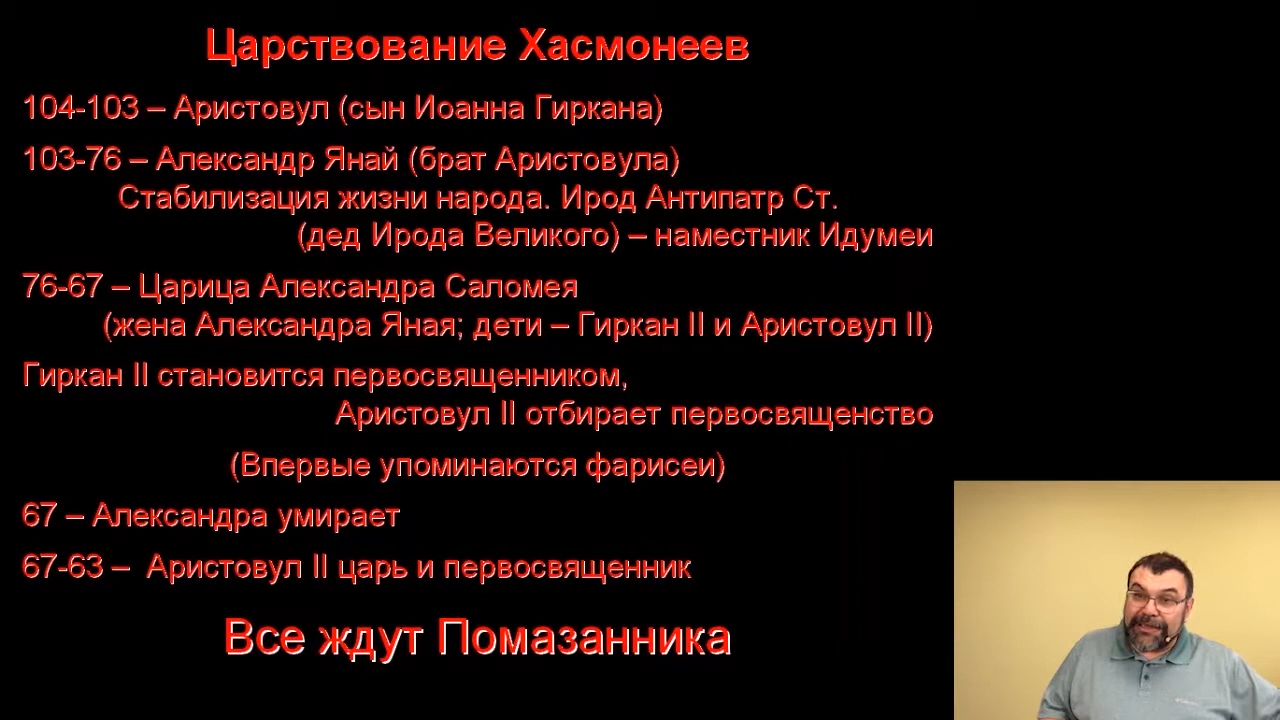 Царствование Хасмонеев
104-103 – Аристовул (сын Иоанна Гиркана)
103-76 – Александр Янай (брат Аристовула)
Стабилизация жизни народа. Ирод Антипатр Ст.
(дед Ирода Великого) – наместник Идумеи
76-67 – Царица Александра Саломея
(жена Александра Яная; дети – Гиркан II и Аристовул II)
Гиркан II становится первосвященником,
Аристовул II отбирает первосвященство
(Впервые упоминаются фарисеи)
67 – Александра умирает
67-63 – Аристовул II царь и первосвященник
Все ждут Помазанника